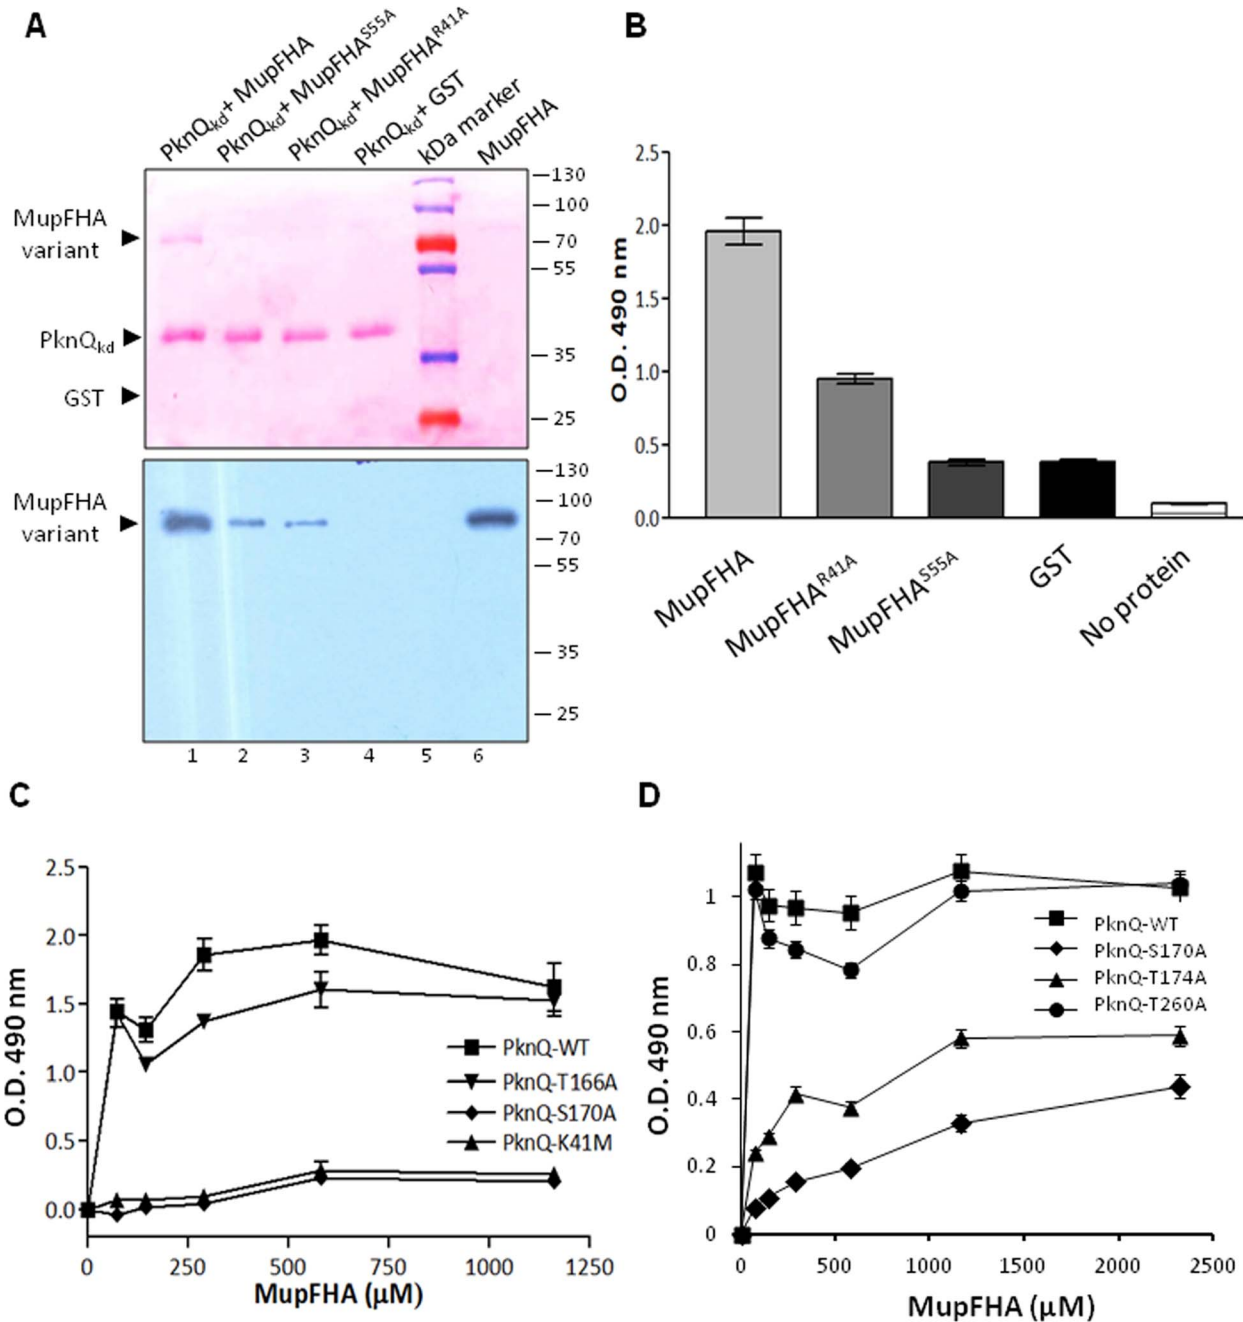 A
PknQkd+ MupFHA
PknQkd+ MupFHAS55A
PknQkd+ MupFHAR41A
PknQkd+ GST
kDa marker
MupFHA
MupFHA
variant
PknQkd
GST
130
100
70
55
35
25
MupFHA
variant
130
100
70
55
35
25
1 2 3 4 5 6
B
O.D. 490 nm
2.5
2.0
1.5
1.0
0.5
0.0
MupFHA
MupFHAR41A
MupFHAS55A
GST
No protein
C
O.D. 490 nm
2.5
2.0
1.5
1.0
0.5
0.0
PknQ-WT
PknQ-T166A
PknQ-S170A
PknQ-K41M
0 250 500 750 1000 1250
MupFHA (µM)
D
O.D. 490 nm
1
0.8
0.6
0.4
0.2
0
PknQ-WT
PknQ-S170A
PknQ-T174A
PknQ-T260A
0 500 1000 1500 2000 2500
MupFHA (µM)